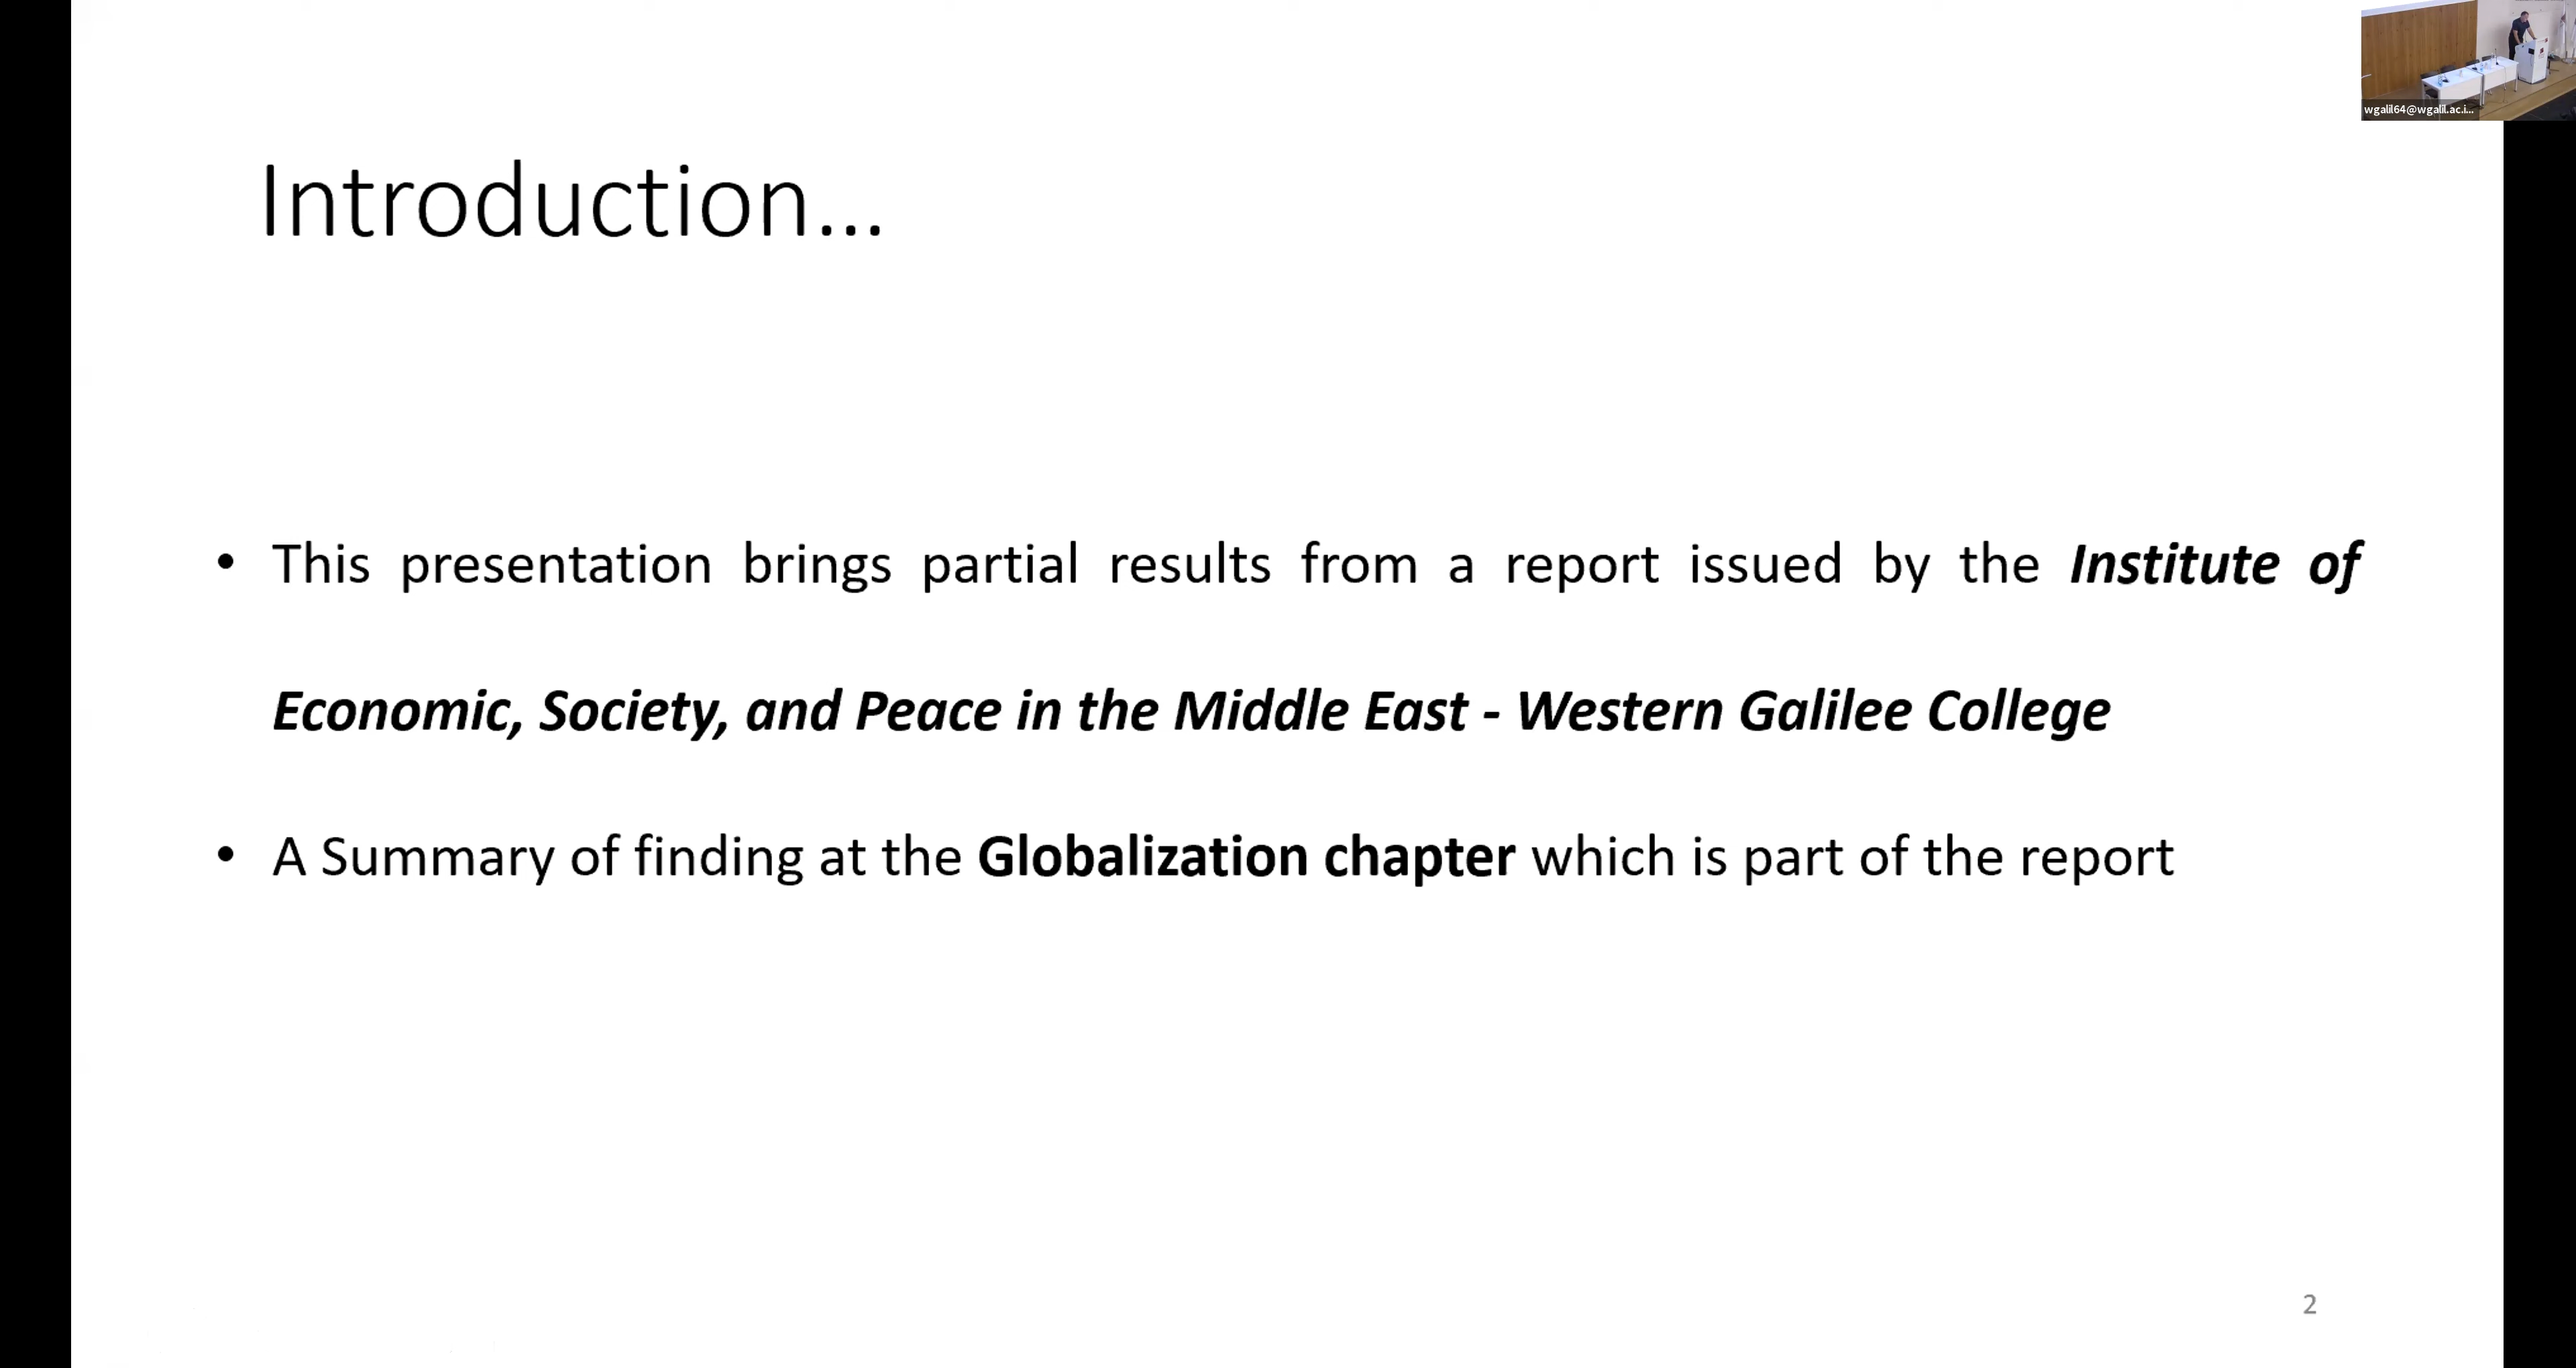 wgalil64@wgalil.ac.i...
Introduction...
• This presentation brings partial results from a report issued by the Institute of
Economic, Society, and Peace in the Middle East - Western Galilee College
• A Summary of finding at the Globalization chapter which is part of the report
2